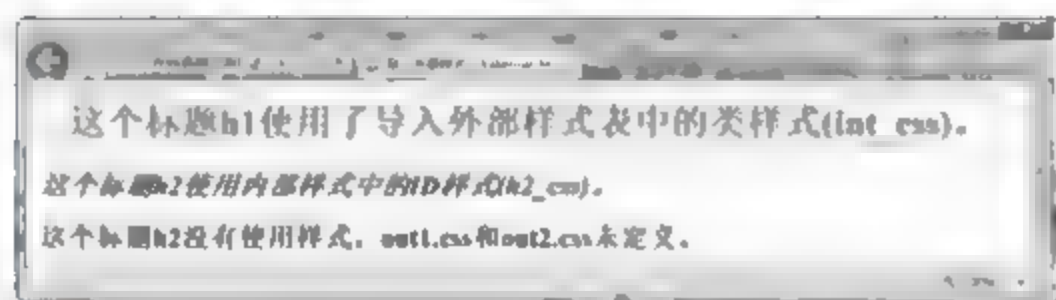 这个标题h1使用了导入外部样式表中的类样式(int_css)。
这个标题h2使用内部样式中的ID样式(h2_css)。
这个标题h2没有使用样式，out1.css和out2.css未定义。